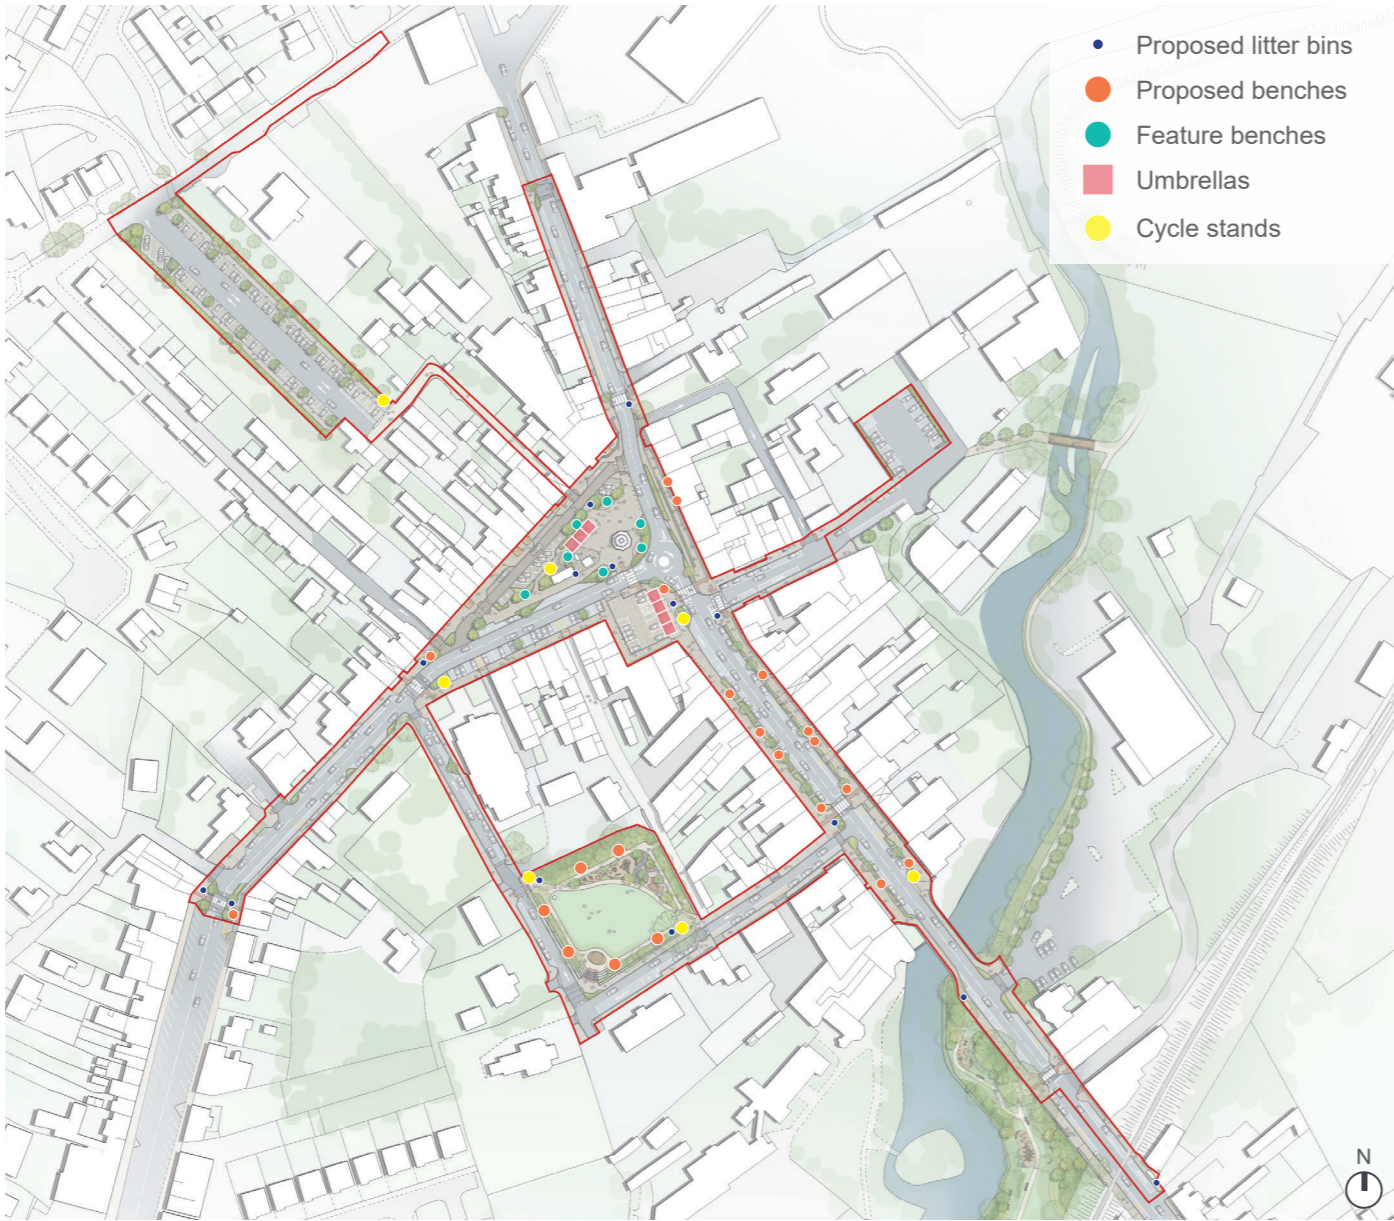 Proposed litter bins
Proposed benches
Feature benches
Umbrellas
Cycle stands
N